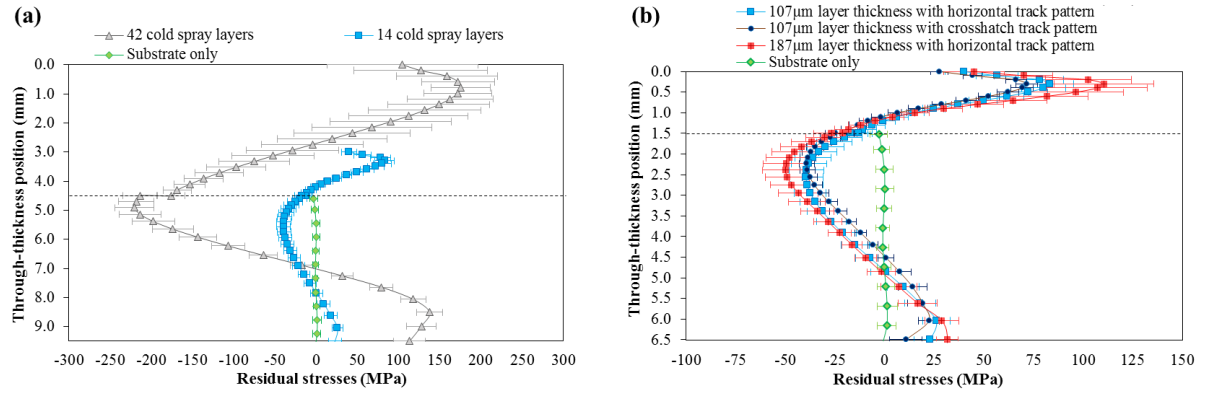 (a)
42 cold spray layers
14 cold spray layers
Substrate only
Through-thickness position (mm)
0.0
1.0
2.0
3.0
4.0
5.0
6.0
7.0
8.0
9.0
-300 -250 -200 -150 -100 -50 0 50 100 150 200 250 300
Residual stresses (MPa)
(b)
107μm layer thickness with horizontal track pattern
107μm layer thickness with crosshatch track pattern
187μm layer thickness with horizontal track pattern
Substrate only
Through-thickness position (mm)
0.0
0.5
1.0
1.5
2.0
2.5
3.0
3.5
4.0
4.5
5.0
5.5
6.0
6.5
-100 -75 -50 -25 0 25 50 75 100 125 150
Residual stresses (MPa)